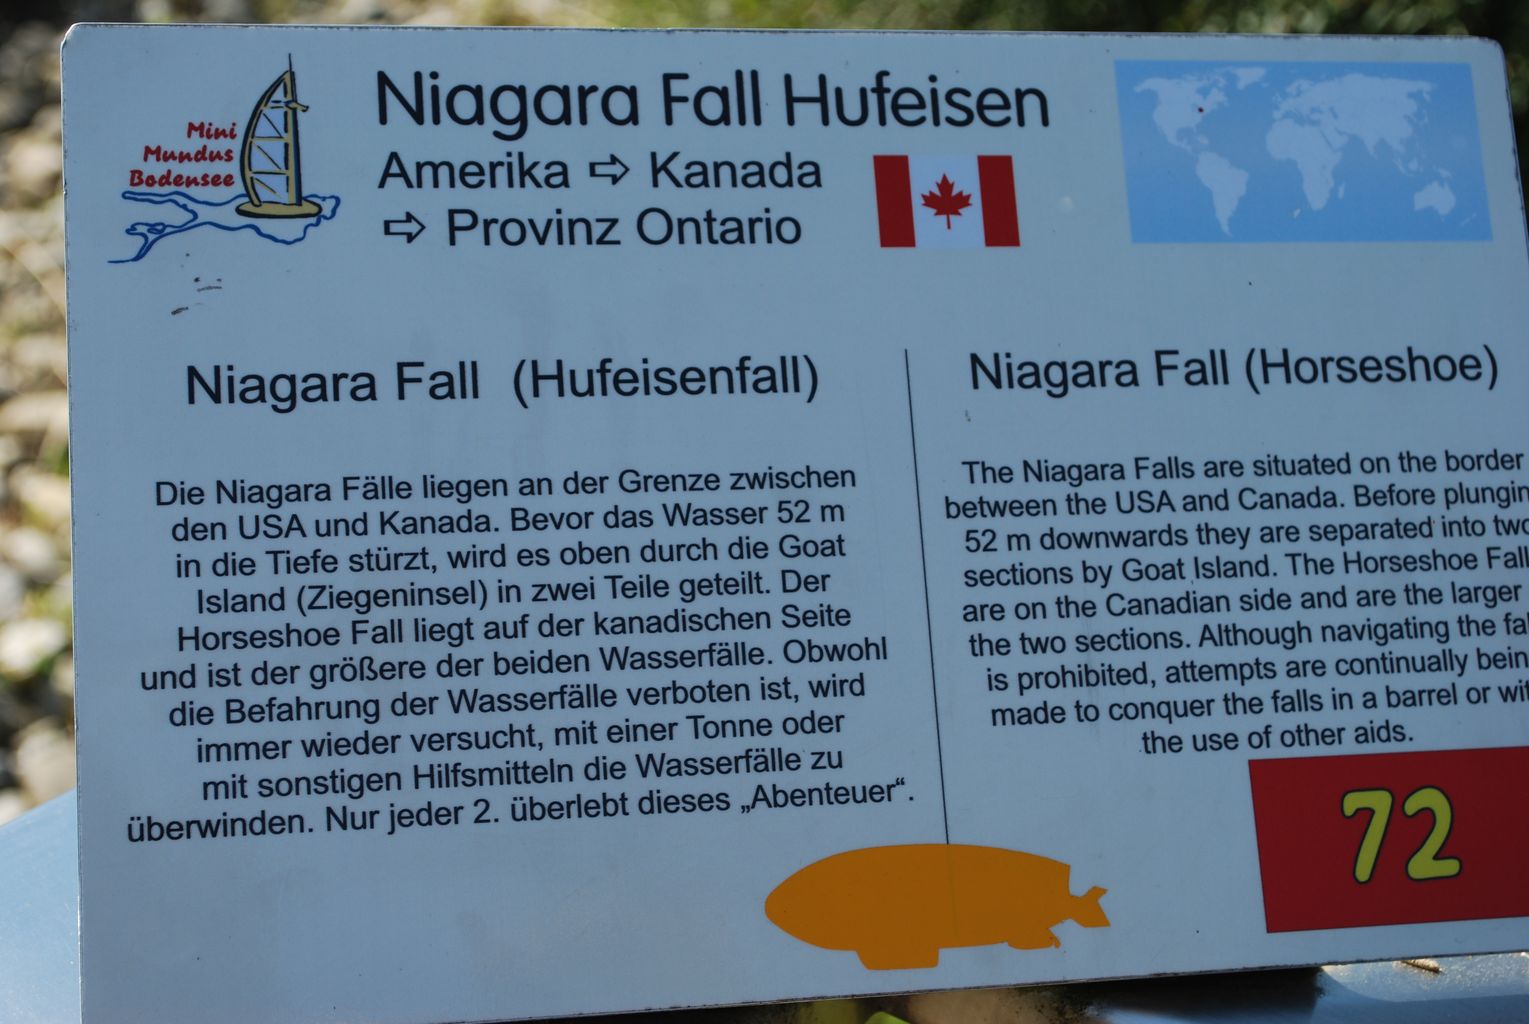 Mini
Mundus
Bodensee
Niagara Fall Hufeisen
Amerika ⇨ Kanada
⇨ Provinz Ontario
Niagara Fall (Hufeisenfall)
Die Niagara Fälle liegen an der Grenze zwischen
den USA und Kanada. Bevor das Wasser 52 m
in die Tiefe stürzt, wird es oben durch die Goat
Island (Ziegeninsel) in zwei Teile geteilt. Der
Horseshoe Fall liegt auf der kanadischen Seite
und ist der größere der beiden Wasserfälle. Obwohl
die Befahrung der Wasserfälle verboten ist, wird
immer wieder versucht, mit einer Tonne oder
mit sonstigen Hilfsmitteln die Wasserfälle zu
überwinden. Nur jeder 2. überlebt dieses „Abenteuer“.
Niagara Fall (Horseshoe)
The Niagara Falls are situated on the border
between the USA and Canada. Before
52 m downwards they are separated into
sections by Goat Island. The Horseshoe
are on the Canadian side and are the larger
the two sections. Although navigating the
is prohibited, attempts are continually
made to conquer the falls in a barrel or
the use of other aids.
72